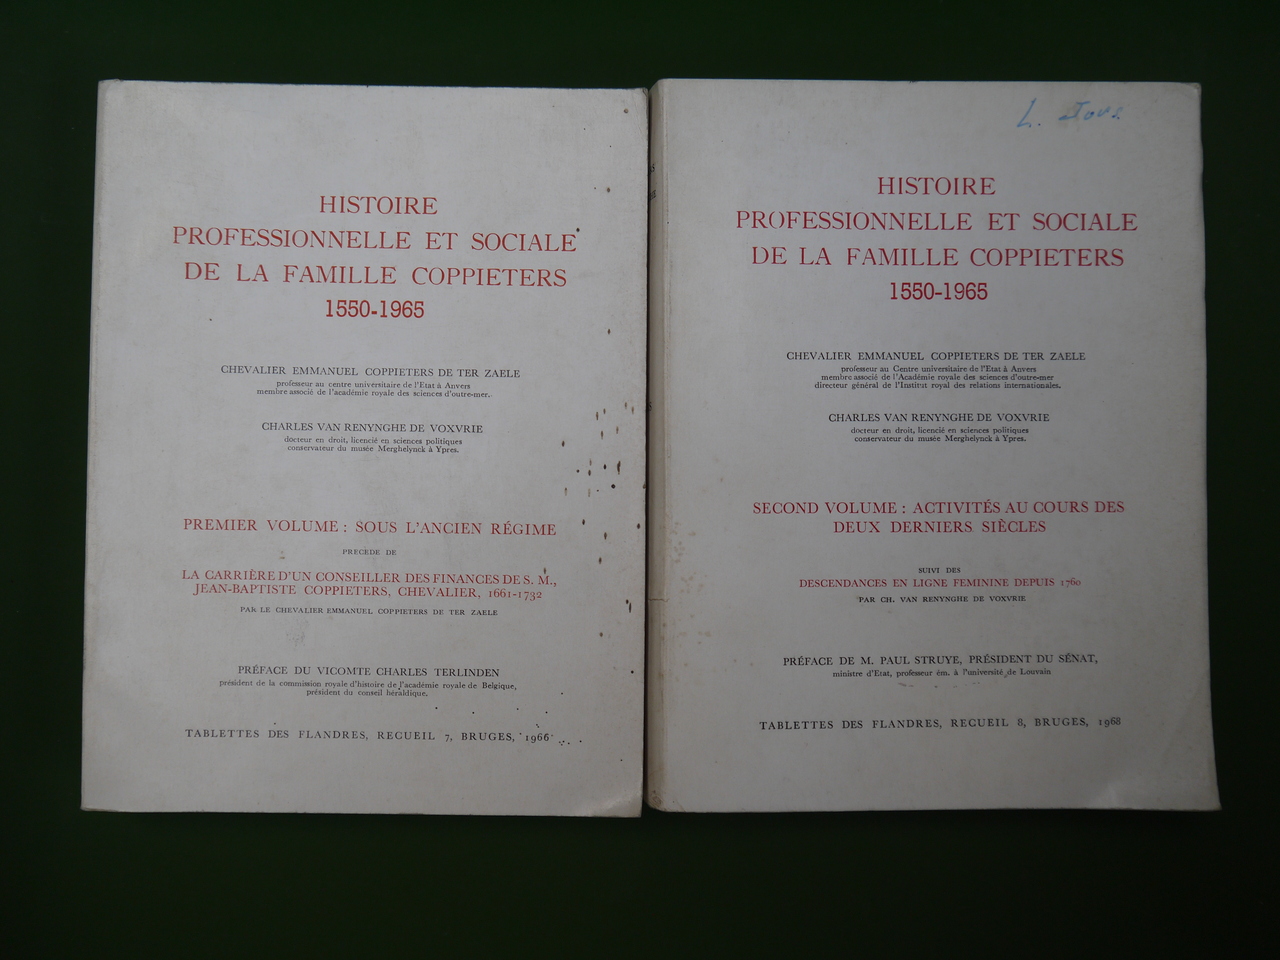 HISTOIRE
PROFESSIONNELLE ET SOCIALE
DE LA FAMILLE COPPIETERS
1550-1965
CHEVALIER EMMANUEL COPPIETERS DE TER ZAELE
professeur au centre universitaire de l'Etat à Anvers
membre associé de l'académie royale des sciences d'outre-mer.
CHARLES VAN RENYNGHE DE VOXVRIE
docteur en droit, licencié en sciences politiques
conservateur du musée Merghelynck à Ypres.
PREMIER VOLUME : SOUS L'ANCIEN RÉGIME
PRECEDE DE
LA CARRIÈRE D'UN CONSEILLER DES FINANCES DE S. M.,
JEAN-BAPTISTE COPPIETERS, CHEVALIER, 1661-1732
PAR LE CHEVALIER EMMANUEL COPPIETERS DE TER ZAELE
PRÉFACE DU VICOMTE CHARLES TERLINDEN
président de la commission royale d'histoire de l'académie royale de Belgique,
président du conseil héraldique.
TABLETTES DES FLANDRES, RECUEIL 7, BRUGES, 1966
L.
HISTOIRE
PROFESSIONNELLE ET SOCIALE
DE LA FAMILLE COPPIETERS
1550-1965
CHEVALIER EMMANUEL COPPIETERS DE TER ZAELE
professeur au Centre universitaire de l'Etat à Anvers
membre associé de l'Académie royale des sciences d'outre-mer
directeur général de l'Institut royal des relations internationales.
CHARLES VAN RENYNGHE DE VOXVRIE
docteur en droit, licencié en sciences politiques
conservateur du musée Merghelynck à Ypres.
SECOND VOLUME : ACTIVITÉS AU COURS DES
DEUX DERNIERS SIÈCLES
SUIVI DES
DESCENDANCES EN LIGNE FEMININE DEPUIS 1760
PAR CH. VAN RENYNGHE DE VOXVRIE
PRÉFACE DE M. PAUL STRUYE, PRÉSIDENT DU SÉNAT,
ministre d'Etat, professeur ém. à l'université de Louvain
TABLETTES DES FLANDRES, RECUEIL 8, BRUGES, 1968